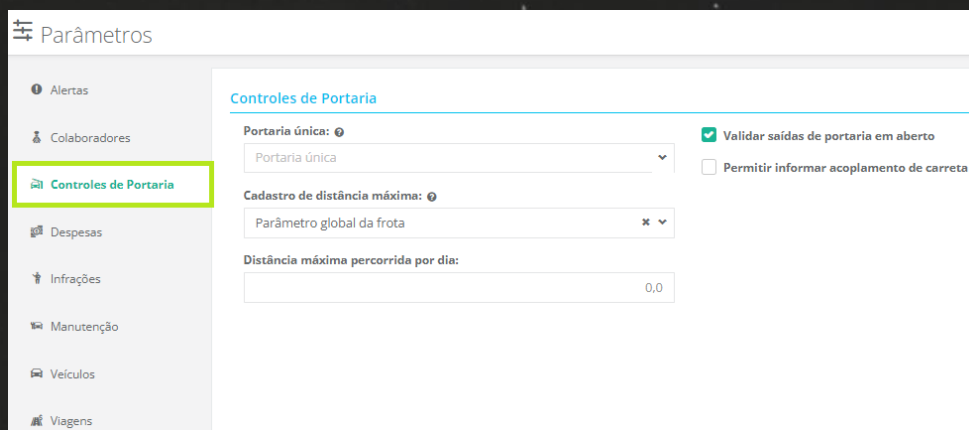 Parâmetros
Alertas
Colaboradores
Controles de Portaria
Despesas
Infrações
Manutenção
Veículos
Viagens
Controles de Portaria
Portaria única:
Portaria única
Cadastro de distância máxima:
Parâmetro global da frota
Distância máxima percorrida por dia:
0,0
Validar saídas de portaria em aberto
Permitir informar acoplamento de carreta